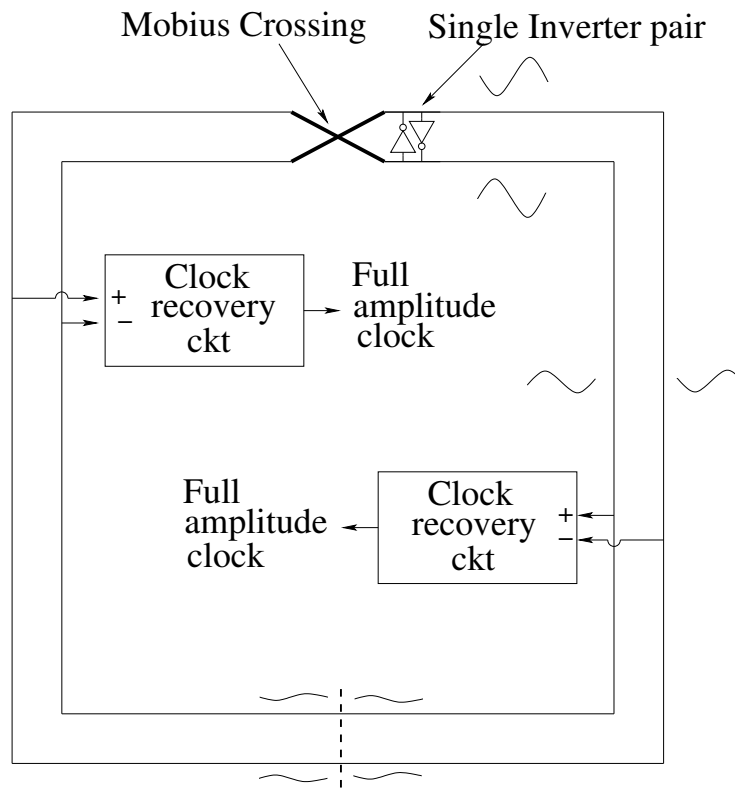 Mobius Crossing
Single Inverter pair
Clock
recovery
ckt
+
−
Full
amplitude
clock
Full
amplitude
clock
Clock
recovery
ckt
+
−